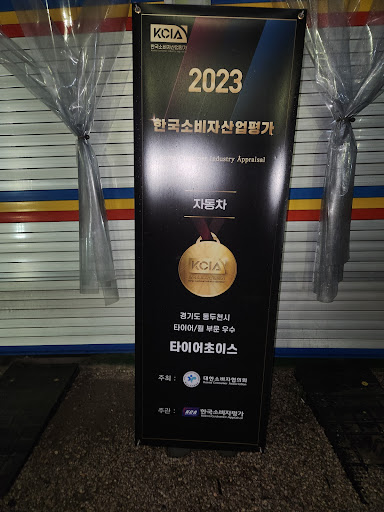 KCIA
한국소비자산업평가
2023
한국소비자산업평가
Industry Appraisal
자동차
KCIA
경기도 동두천시
타이어/휠 부문 우수
타이어초이스
주최 : 대한소비자협의회
주관 : KCA 한국소비자평가